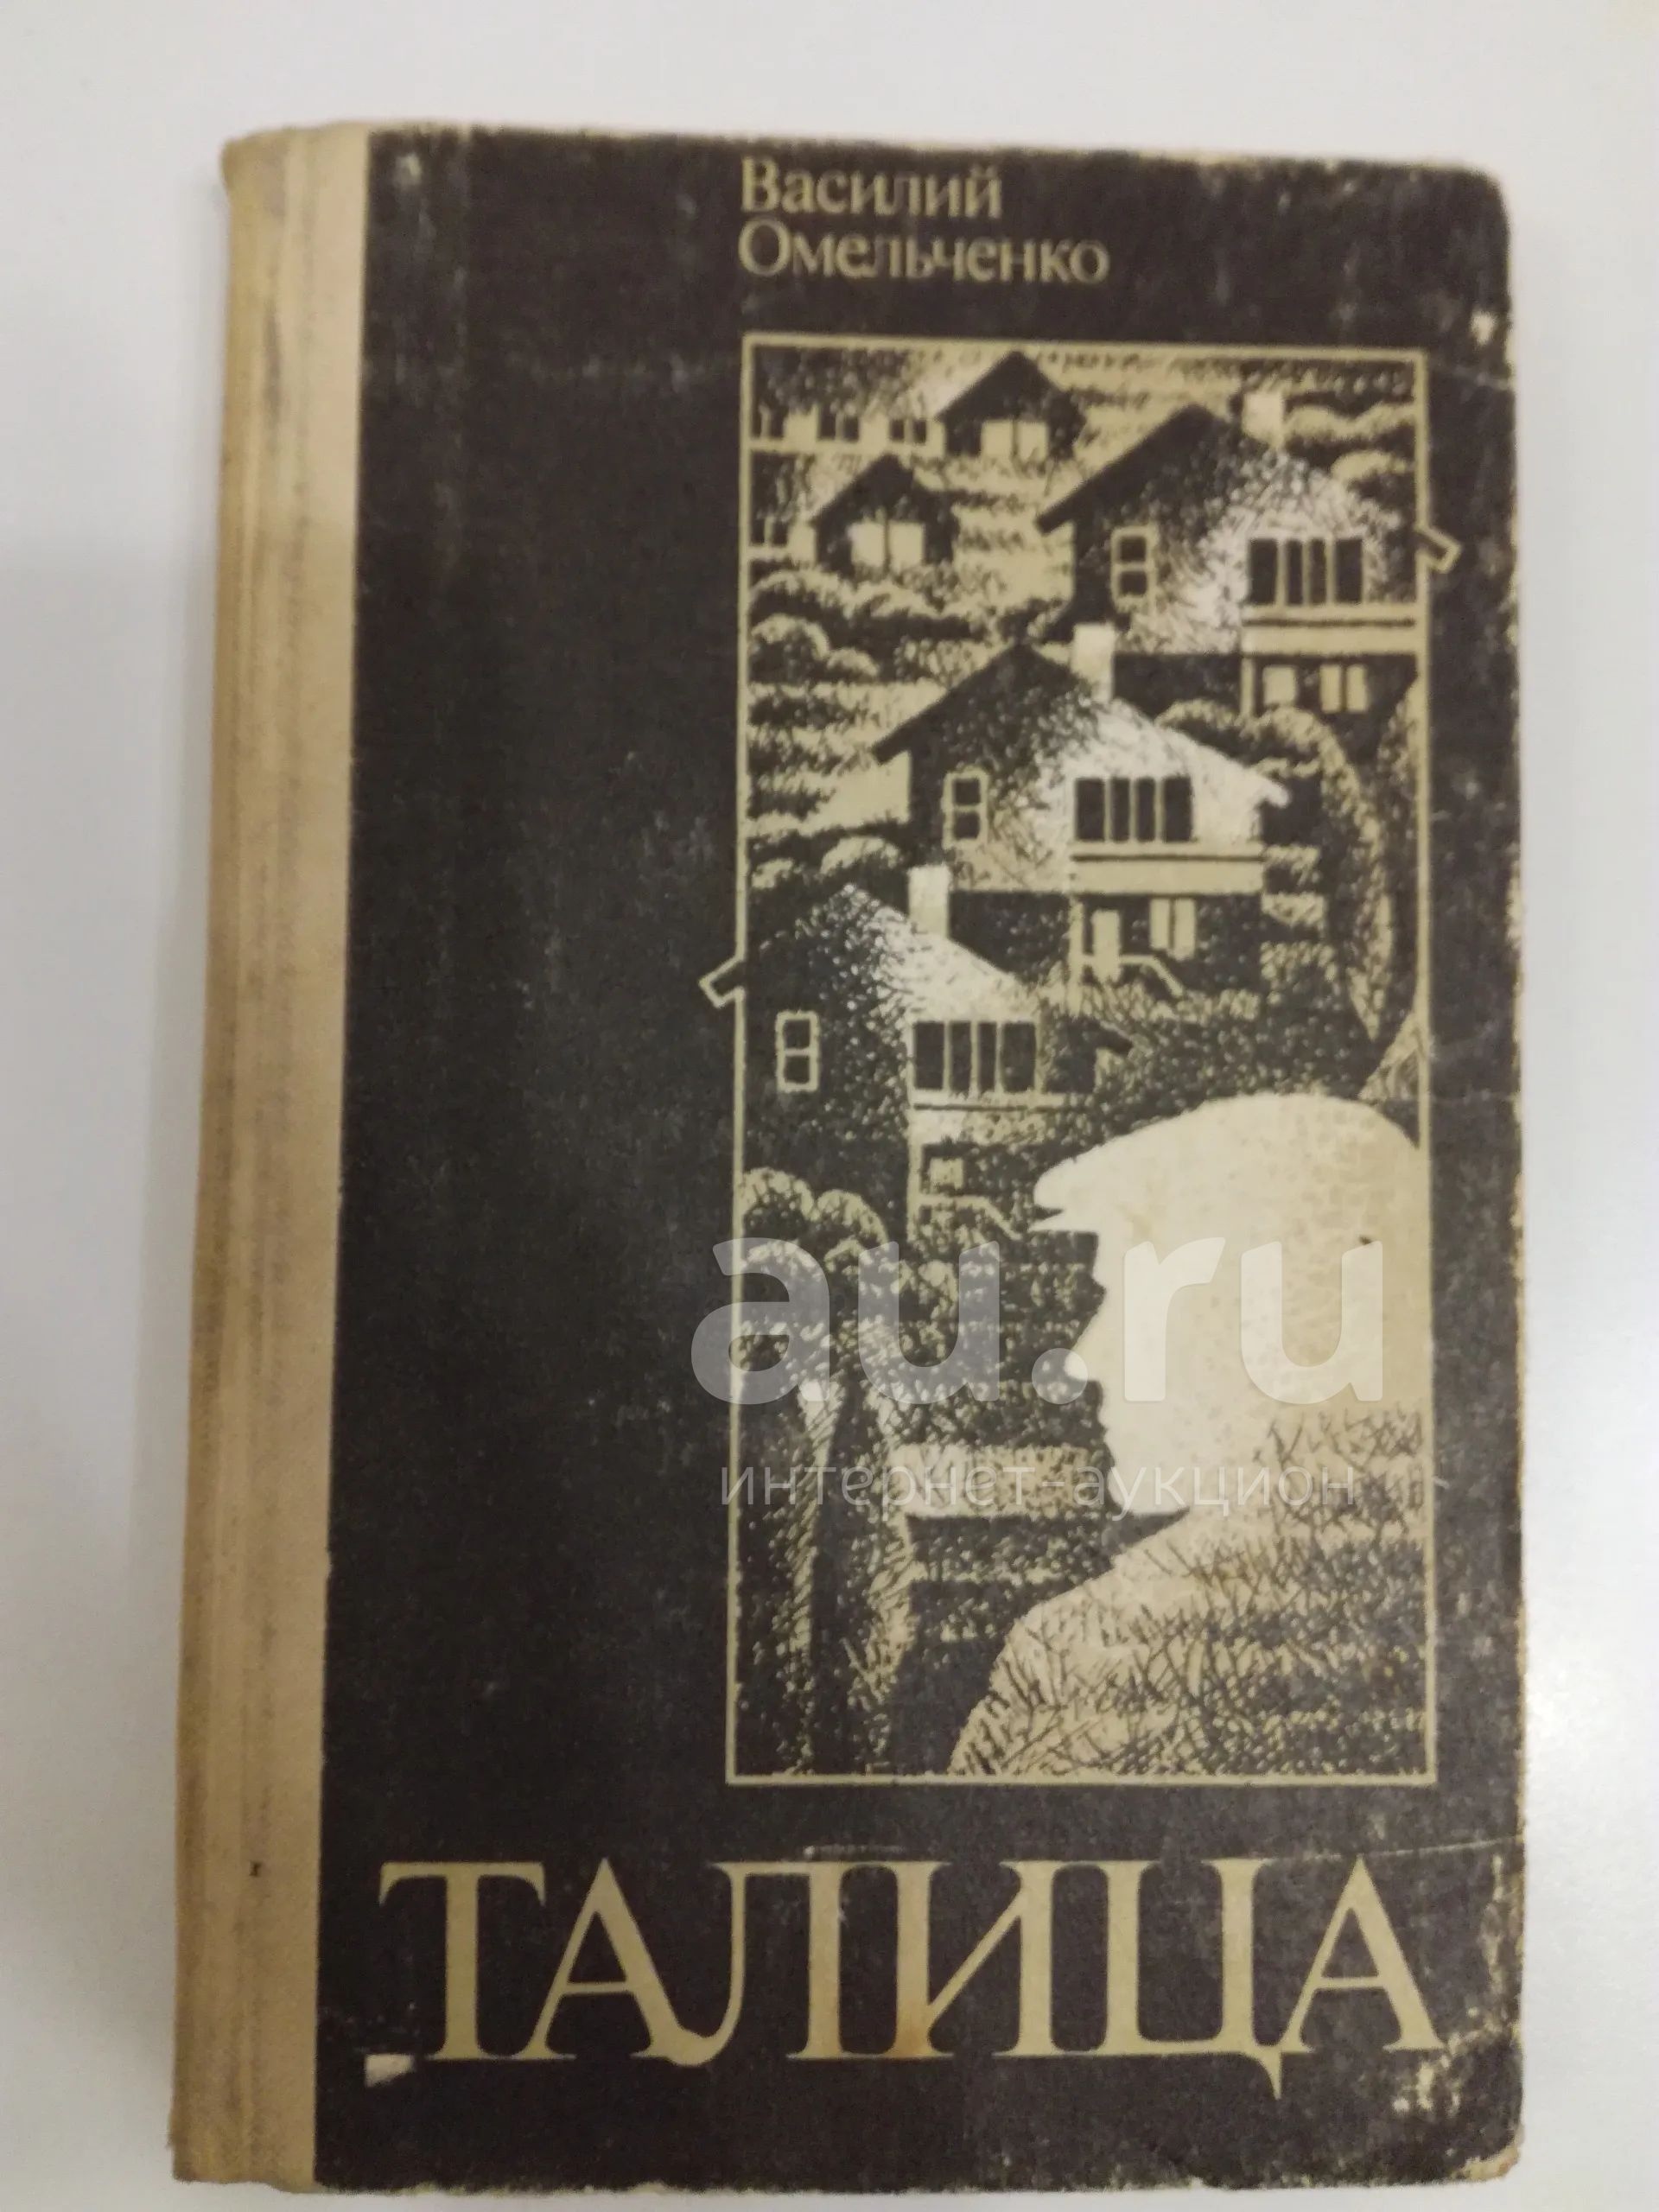 Василий
Омельченко
au.ru
интернет-аукцион
ТАЛИЦА